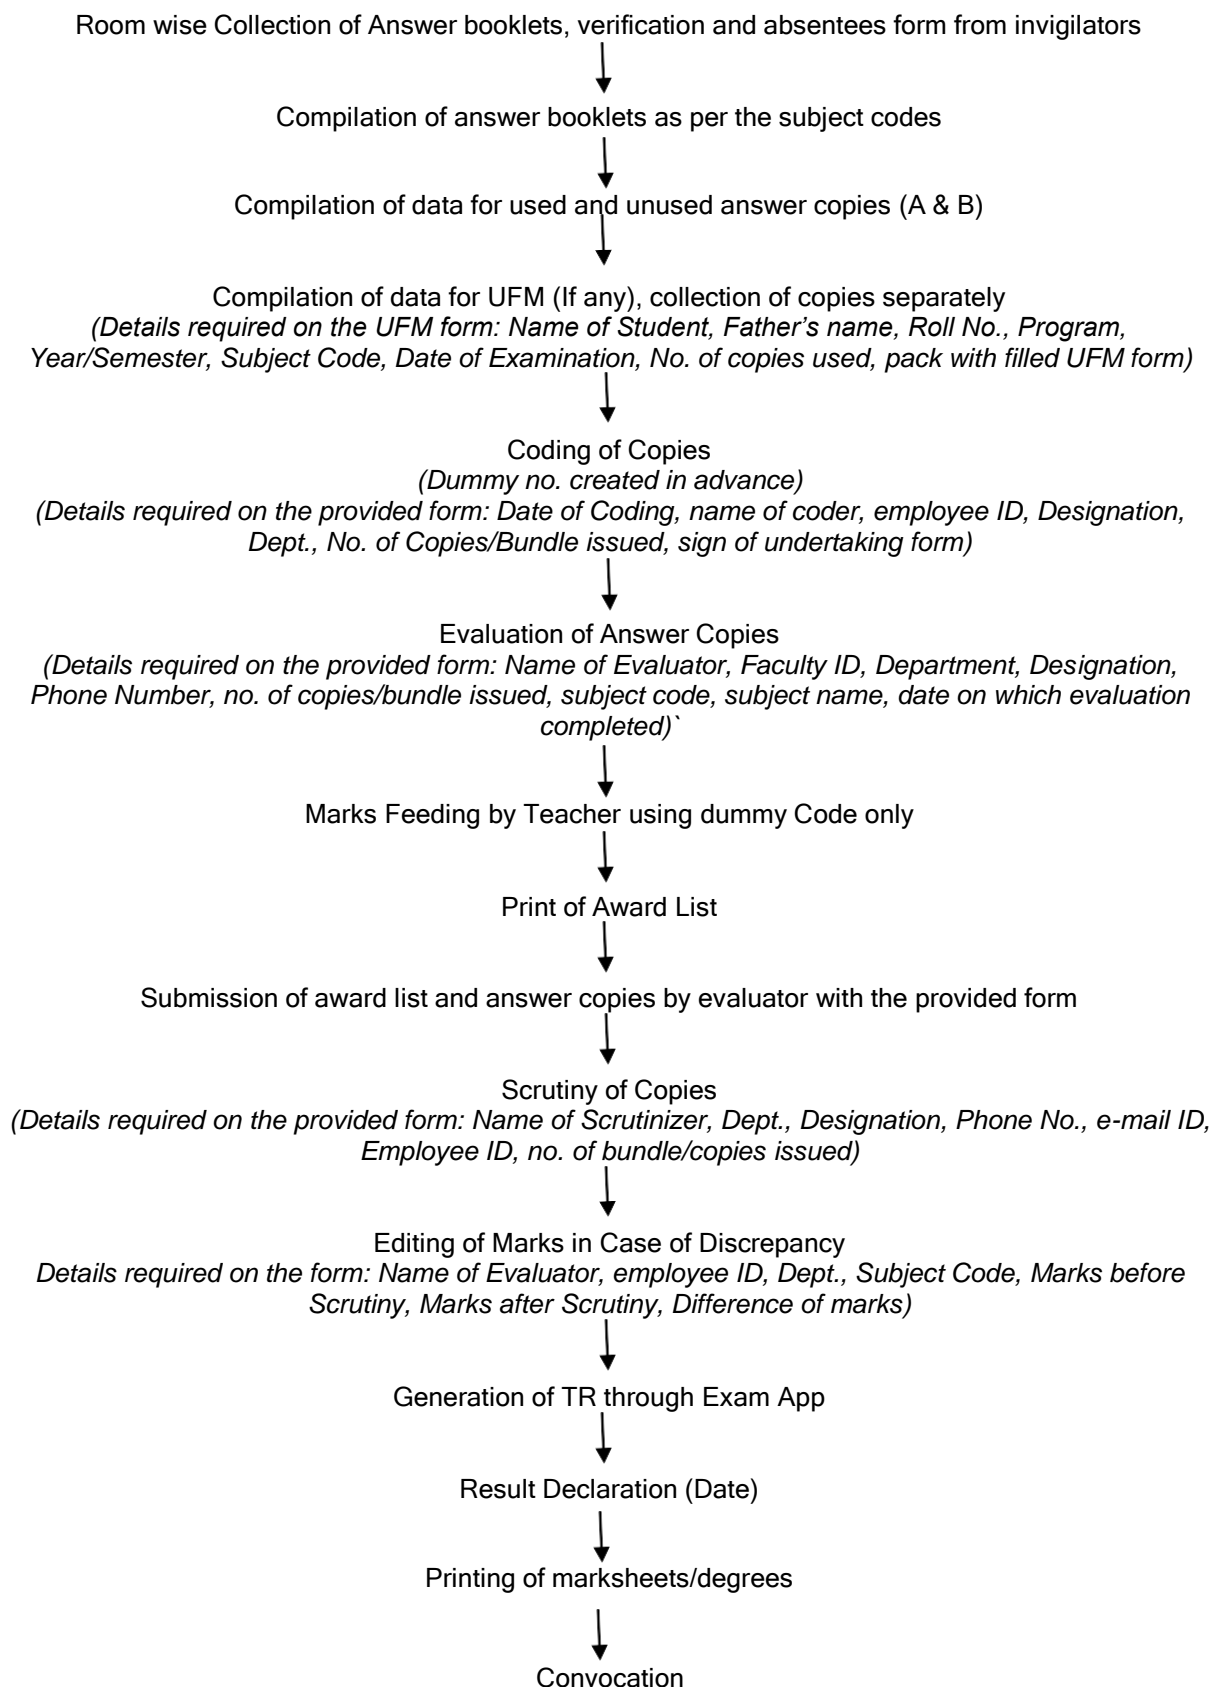 Room wise Collection of Answer booklets, verification and absentees form from invigilators
Compilation of answer booklets as per the subject codes
Compilation of data for used and unused answer copies (A & B)
Compilation of data for UFM (If any), collection of copies separately
(Details required on the UFM form: Name of Student, Father's name, Roll No., Program,
Year/Semester, Subject Code, Date of Examination, No. of copies used, pack with filled UFM form)
Coding of Copies
(Dummy no. created in advance)
(Details required on the provided form: Date of Coding, name of coder, employee ID, Designation,
Dept., No. of Copies/Bundle issued, sign of undertaking form)
Evaluation of Answer Copies
(Details required on the provided form: Name of Evaluator, Faculty ID, Department, Designation,
Phone Number, no. of copies/bundle issued, subject code, subject name, date on which evaluation
completed)`
Marks Feeding by Teacher using dummy Code only
Print of Award List
Submission of award list and answer copies by evaluator with the provided form
Scrutiny of Copies
(Details required on the provided form: Name of Scrutinizer, Dept., Designation, Phone No., e-mail ID,
Employee ID, no. of bundle/copies issued)
Editing of Marks in Case of Discrepancy
Details required on the form: Name of Evaluator, employee ID, Dept., Subject Code, Marks before
Scrutiny, Marks after Scrutiny, Difference of marks)
Generation of TR through Exam App
Result Declaration (Date)
Printing of marksheets/degrees
Convocation